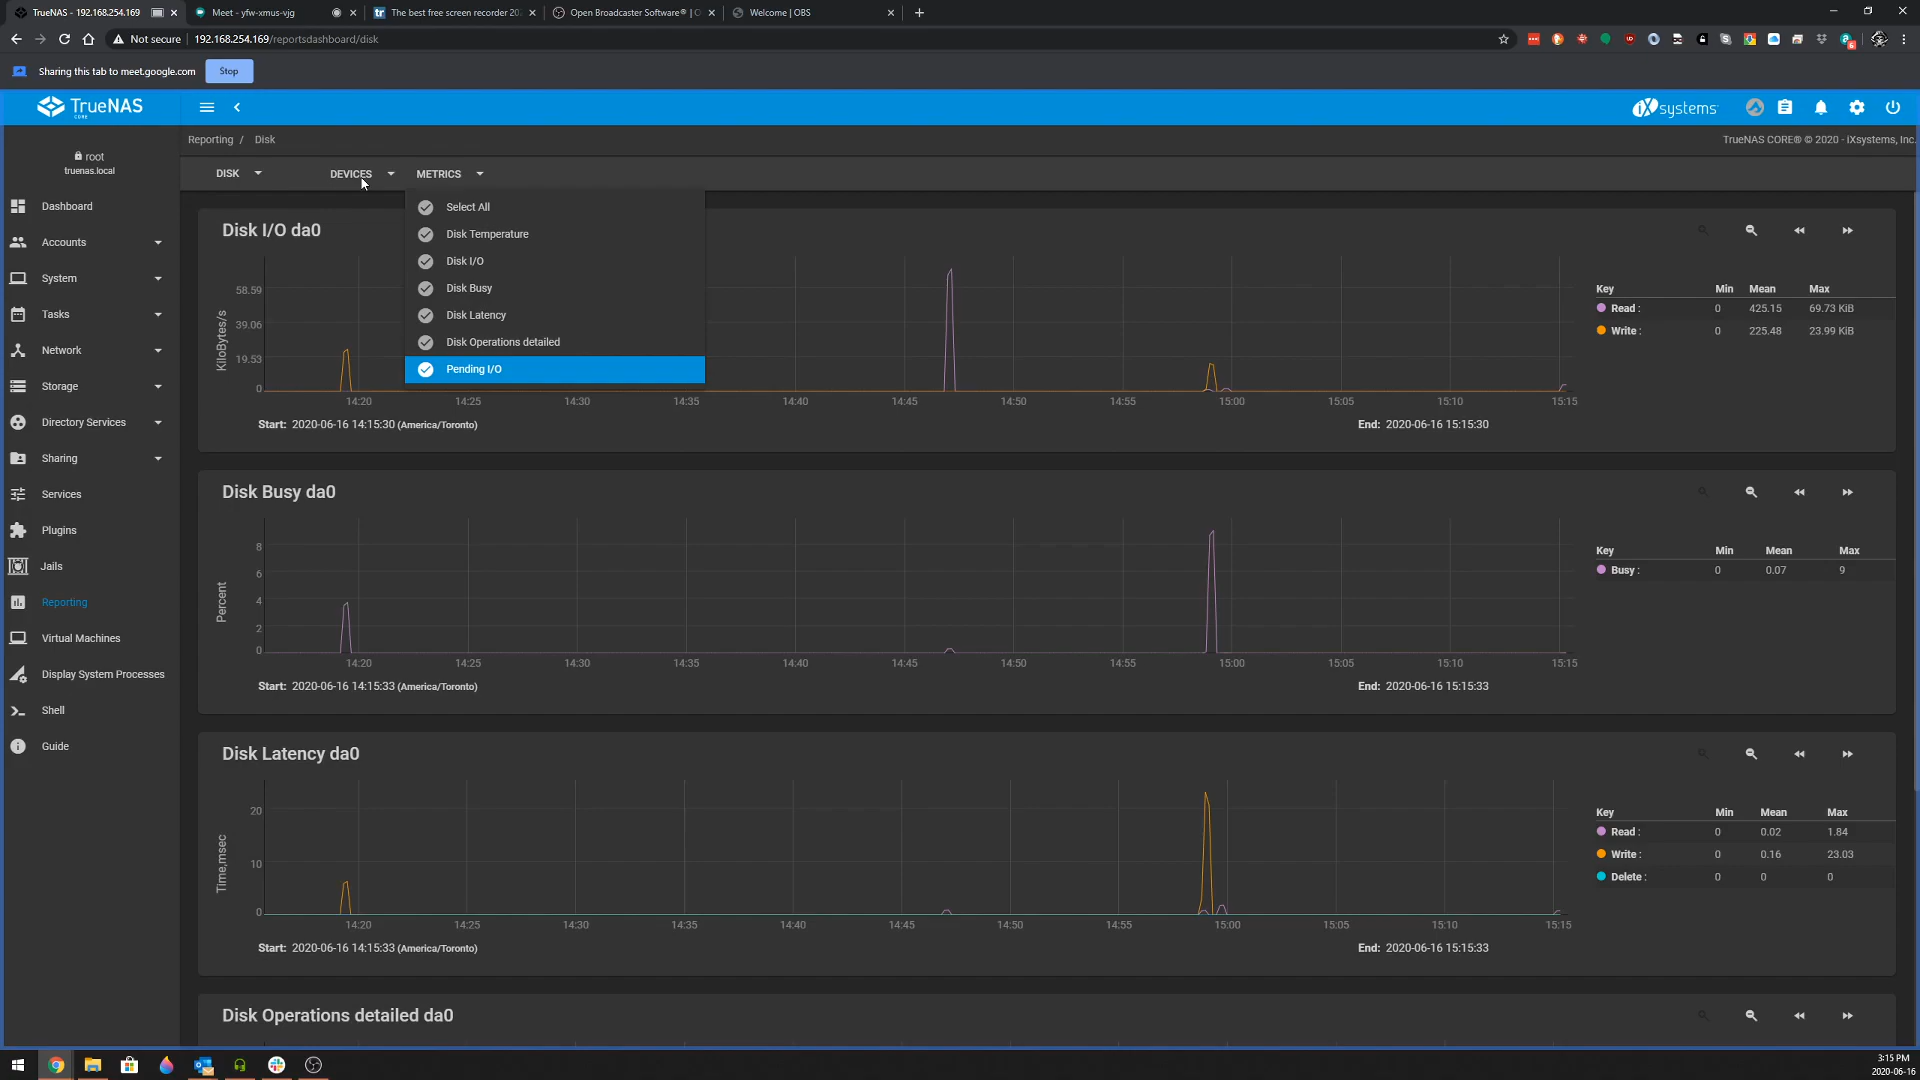 TrueNAS - 192.168.254.169
Meet - yfw-xmus-vjg
The best free screen recorder 20
Open Broadcaster Software® | O
Welcome | OBS
Not secure
192.168.254.169/reportsdashboard/disk
Sharing this tab to meet.google.com
Stop
TrueNAS
CORE
iXsystems
Reporting / Disk
TrueNAS CORE® © 2020 - iXsystems, Inc.
root
truenas.local
DISK
DEVICES
METRICS
Dashboard
Accounts
System
Tasks
Network
Storage
Directory Services
Sharing
Services
Plugins
Jails
Reporting
Virtual Machines
Display System Processes
Shell
Guide
Select All
Disk Temperature
Disk I/O
Disk Busy
Disk Latency
Disk Operations detailed
Pending I/O
Disk I/O da0
KiloBytes/s
58.59
39.06
19.53
0
14:20 14:25 14:30 14:35 14:40 14:45 14:50 14:55 15:00 15:05 15:10 15:15
Start: 2020-06-16 14:15:30 (America/Toronto)
End: 2020-06-16 15:15:30
Key Min Mean Max
Read : 0 425.15 69.73 KiB
Write : 0 225.48 23.99 KiB
Disk Busy da0
Percent
8
6
4
2
0
14:20 14:25 14:30 14:35 14:40 14:45 14:50 14:55 15:00 15:05 15:10 15:15
Start: 2020-06-16 14:15:33 (America/Toronto)
End: 2020-06-16 15:15:33
Key Min Mean Max
Busy : 0 0.07 9
Disk Latency da0
Time,msec
20
10
0
14:20 14:25 14:30 14:35 14:40 14:45 14:50 14:55 15:00 15:05 15:10 15:15
Start: 2020-06-16 14:15:33 (America/Toronto)
End: 2020-06-16 15:15:33
Key Min Mean Max
Read : 0 0.02 1.84
Write : 0 0.16 23.03
Delete : 0 0 0
Disk Operations detailed da0
3:15 PM
2020-06-16